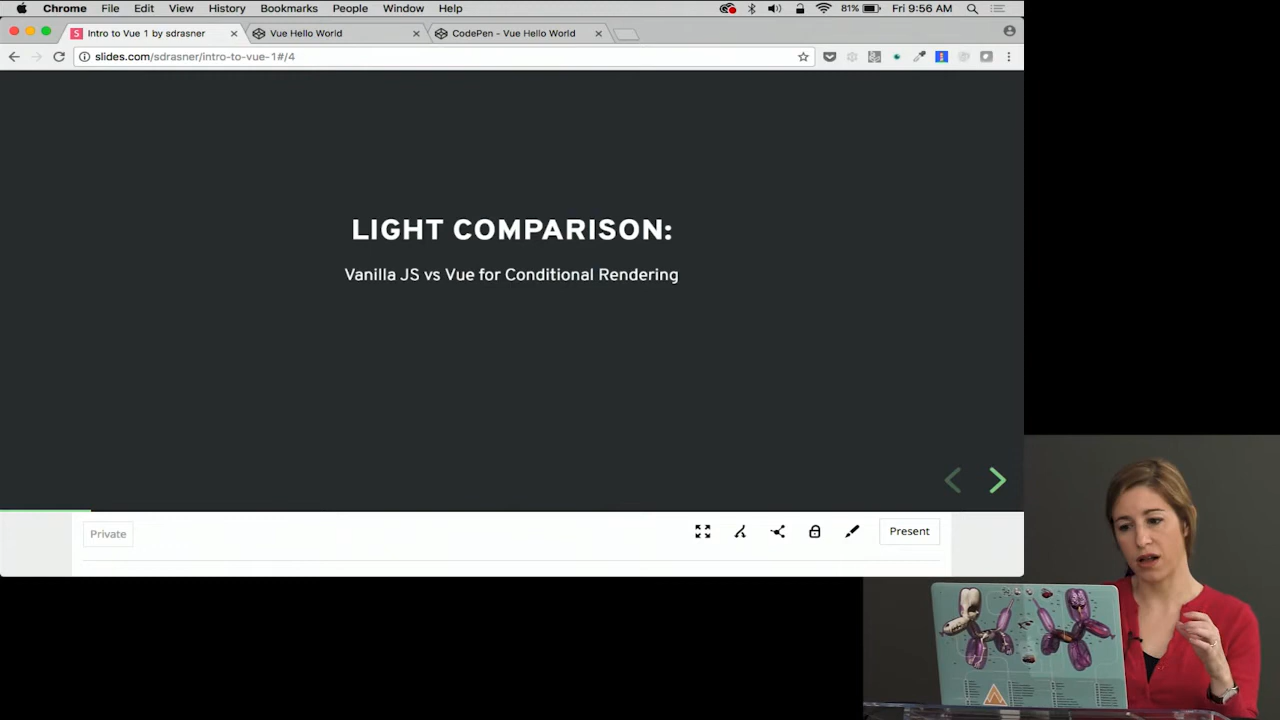 Chrome File Edit View History Bookmarks People Window Help 81% Fri 9:56 AM
Intro to Vue 1 by sdrasner Vue Hello World CodePen - Vue Hello World
slides.com/sdrasner/intro-to-vue-1#/4
LIGHT COMPARISON:
Vanilla JS vs Vue for Conditional Rendering
Private Present